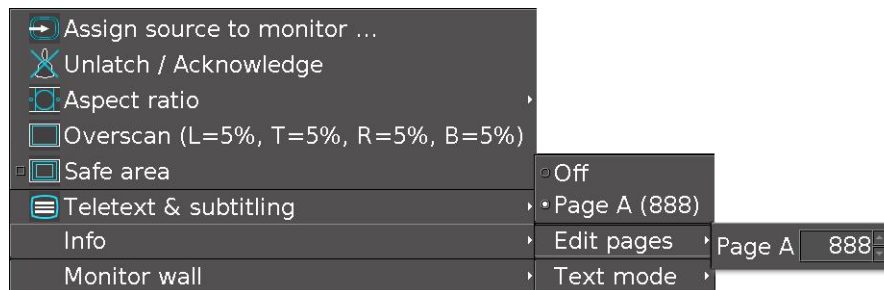 Assign source to monitor ...
Unlatch / Acknowledge
Aspect ratio
Overscan (L=5%, T=5%, R=5%, B=5%)
Safe area
Teletext & subtitling
Info
Monitor wall
Off
Page A (888)
Edit pages
Text mode
Page A 888